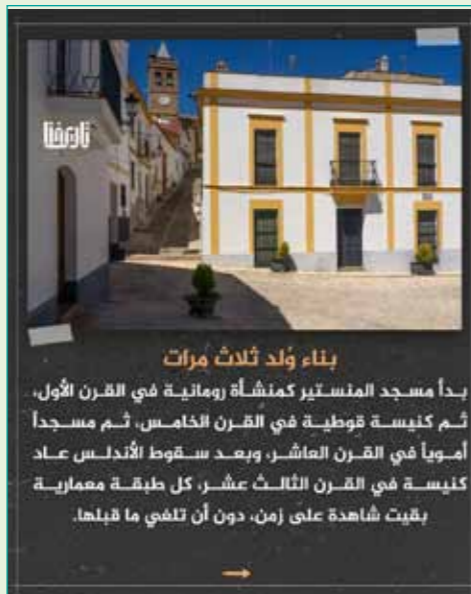 تاريخنا
بناء وُلد ثلاث مرات
بدأ مسجد المنستير كمنشأة رومانية في القرن الأول،
ثم كنيسة قوطية في القرن الخامس، ثم مسجداً
أموياً في القرن العاشر، وبعد سقوط الأندلس عاد
كنيسة في القرن الثالث عشر، كل طبقة معمارية
بقيت شاهدة على زمن، دون أن تلغي ما قبلها.